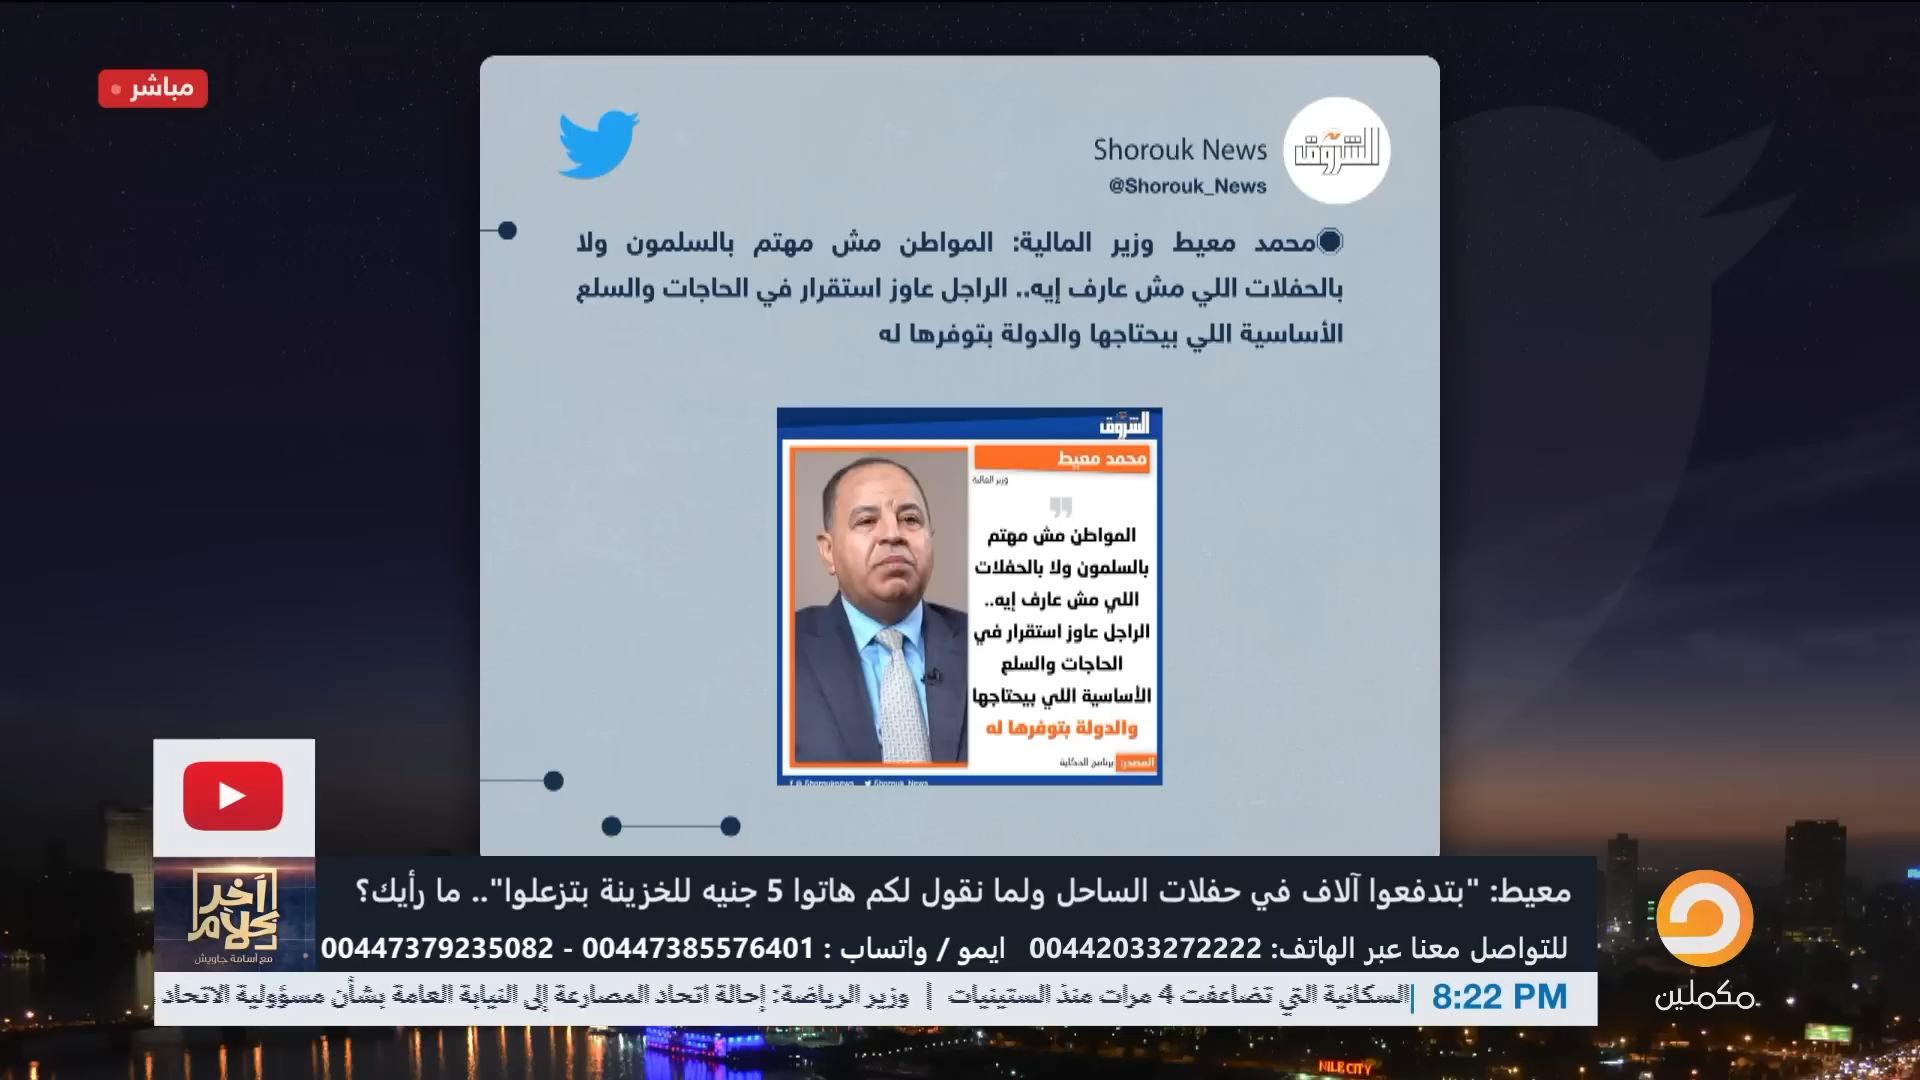 مباشر
الشروق
Shorouk News
@Shorouk_News
محمد معيط وزير المالية: المواطن مش مهتم بالسلمون ولا
بالحفلات اللي مش عارف إيه.. الراجل عاوز استقرار في الحاجات والسلع
الأساسية اللي بيحتاجها والدولة بتوفرها له
الشروق
محمد معيط
وزير المالية
المواطن مش مهتم
بالسلمون ولا بالحفلات
اللي مش عارف إيه..
الراجل عاوز استقرار في
الحاجات والسلع
الأساسية اللي بيحتاجها
والدولة بتوفرها له
المصدر: برنامج الحكاية
Shorouk_News
آخر
كلام
مع أسامة جاويش
معيط: "بتدفعوا آلاف في حفلات الساحل ولما نقول لكم هاتوا 5 جنيه للخزينة بتزعلوا".. ما رأيك؟
للتواصل معنا عبر الهاتف: 00442033272222 ايمو / واتساب : 00447385576401 - 00447379235082
8:22 PM
السكانية التي تضاعفت 4 مرات منذ الستينيات | وزير الرياضة: إحالة اتحاد المصارعة إلى النيابة العامة بشأن مسؤولية الاتحاد
مكملين
NILE CITY